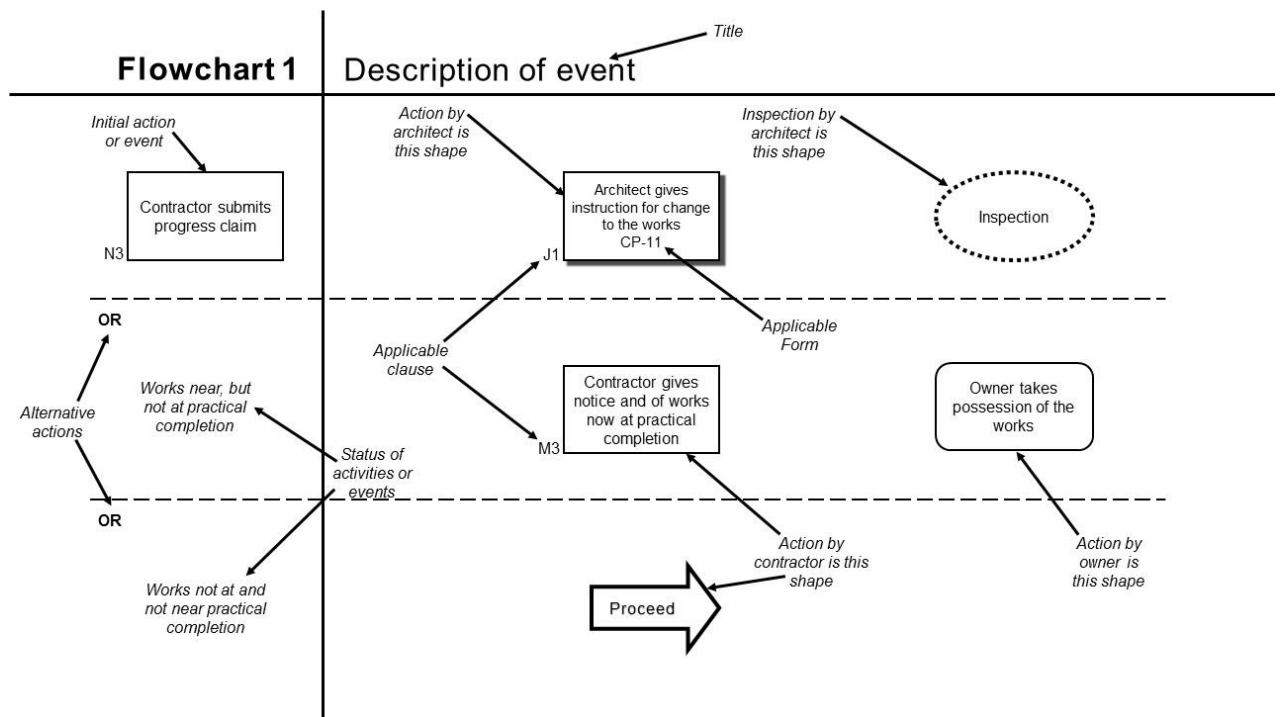 Title
Flowchart 1
Description of event
Initial action
or event
Action by
architect is
this shape
Inspection by
architect is
this shape
Contractor submits
progress claim
N3
Architect gives
instruction for change
to the works
CP-11
J1
Inspection
OR
Applicable
clause
Applicable
Form
Alternative
actions
Works near, but
not at practical
completion
Contractor gives
notice and of works
now at practical
completion
M3
Owner takes
possession of the
works
Status of
activities or
events
OR
Works not at and
not near practical
completion
Proceed
Action by
contractor is this
shape
Action by
owner is
this shape